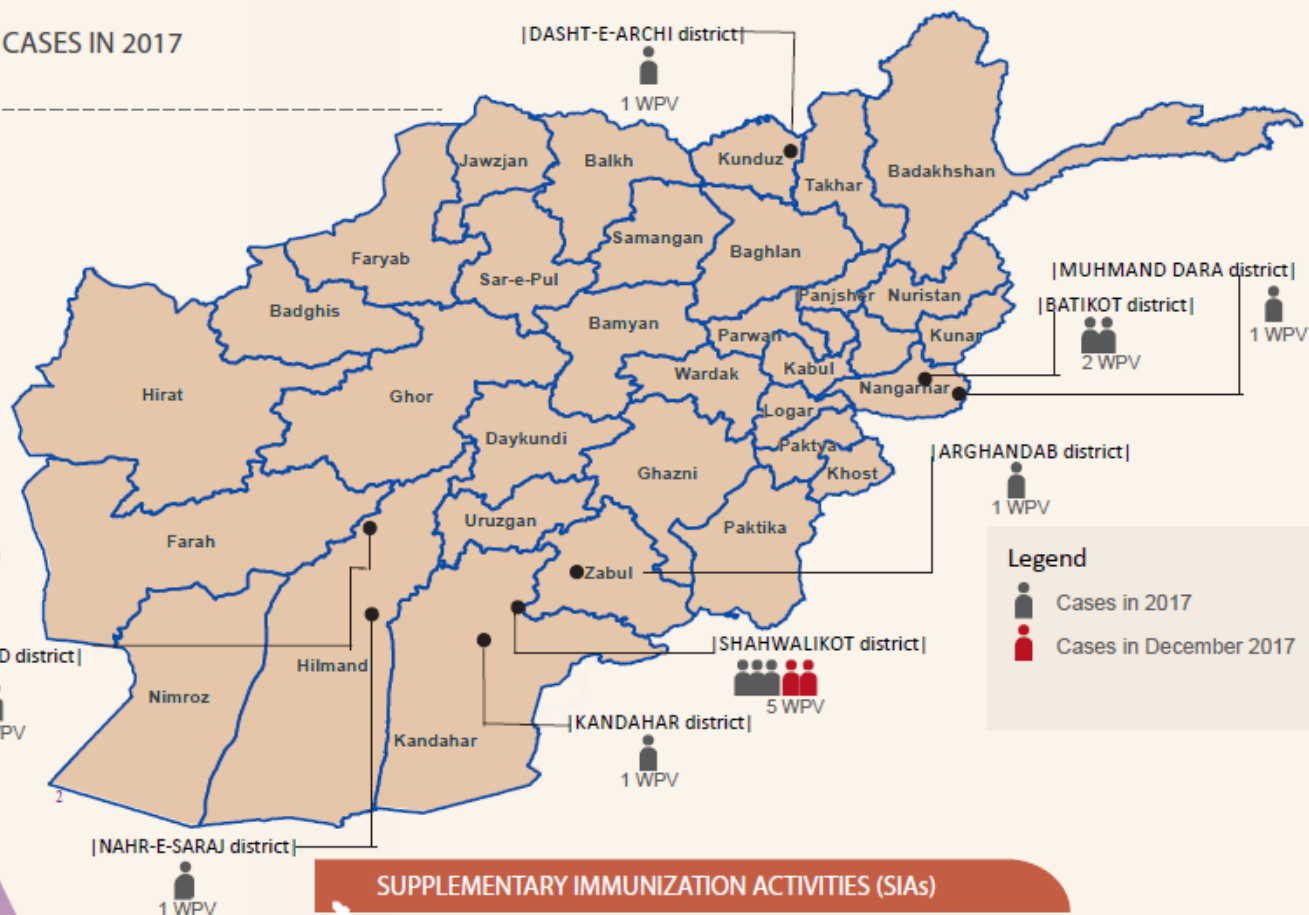 CASES IN 2017
|DASHT-E-ARCHI district|
1 WPV
Jawzjan
Balkh
Kunduz
Takhar
Badakhshan
Faryab
Sar-e-Pul
Samangan
Baghlan
Badghis
Bamyan
Panjsher
Nuristan
|MUHMAND DARA district|
1 WPV
|BATIKOT district|
2 WPV
Parwan
Kunar
Hirat
Ghor
Wardak
Kabul
Nangarhar
Logar
Daykundi
Paktya
Ghazni
Khost
|ARGHANDAB district|
1 WPV
Farah
Uruzgan
Paktika
Zabul
Legend
Cases in 2017
Cases in December 2017
D district|
PV
Hilmand
|SHAHWALIKOT district|
5 WPV
Nimroz
Kandahar
|KANDAHAR district|
1 WPV
2
|NAHR-E-SARAJ district|
1 WPV
SUPPLEMENTARY IMMUNIZATION ACTIVITIES (SIAs)